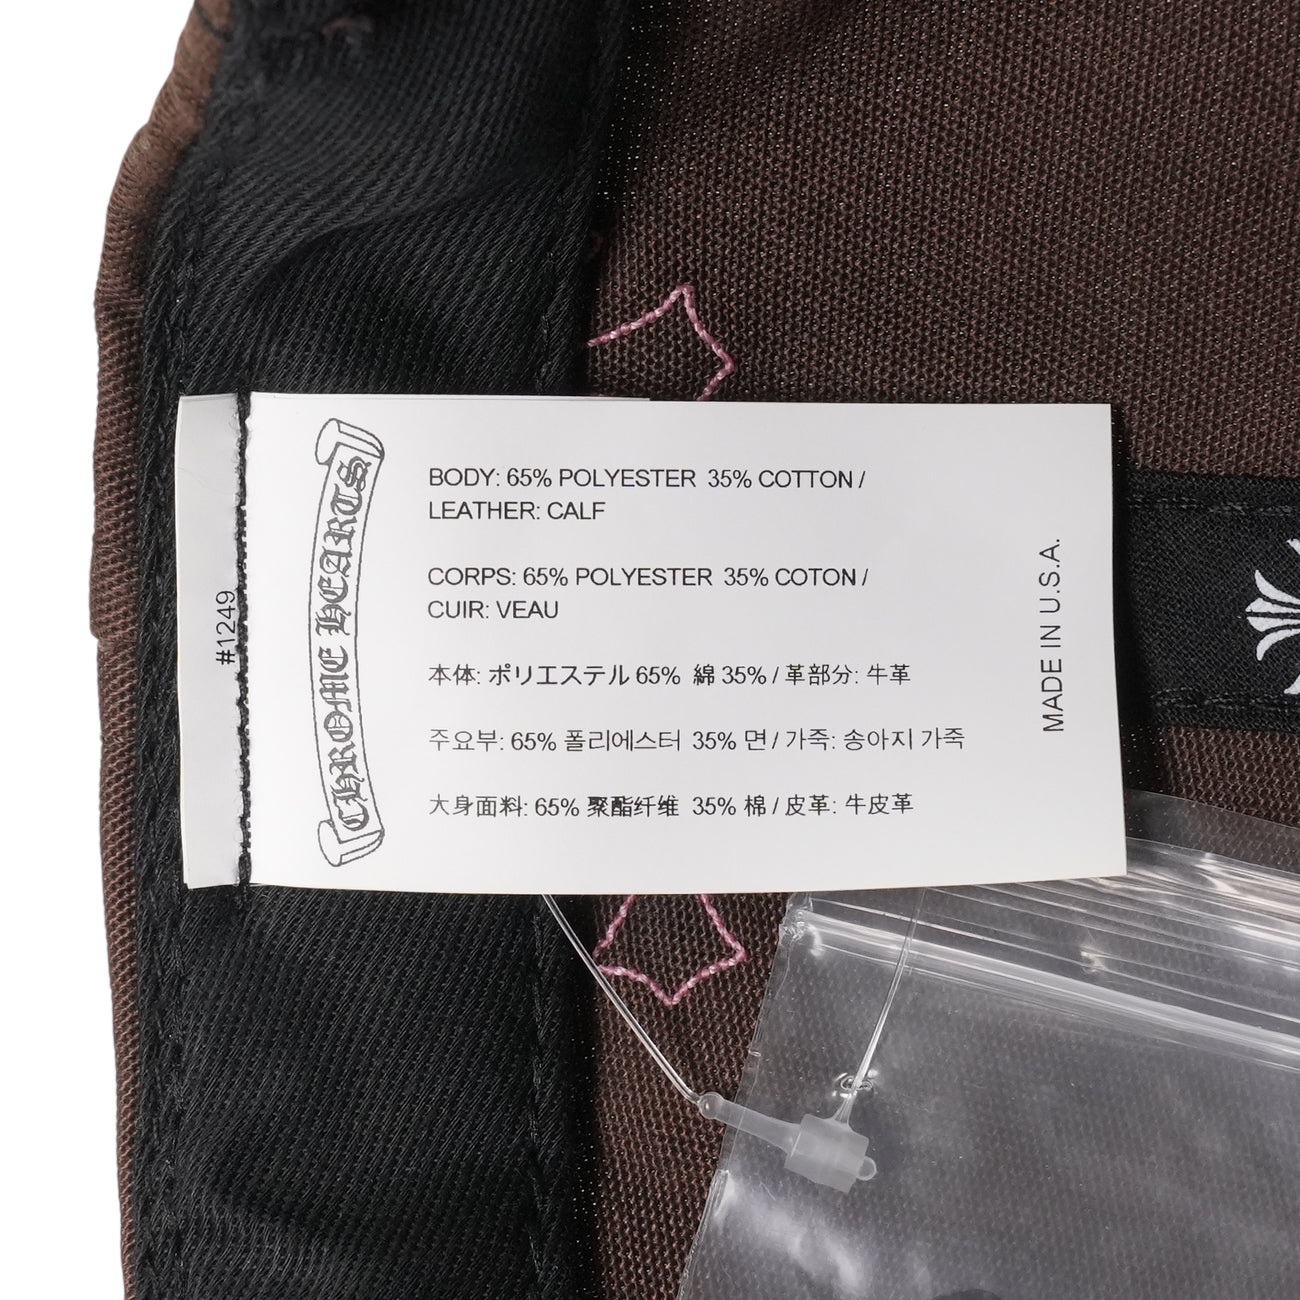 #1249
CHROME HEARTS
BODY: 65% POLYESTER 35% COTTON /
LEATHER: CALF
CORPS: 65% POLYESTER 35% COTON /
CUIR: VEAU
本体: ポリエステル 65% 綿 35% / 革部分: 牛革
주요부: 65% 폴리에스터 35% 면 / 가죽: 송아지 가죽
大身面料: 65% 聚酯纤维 35% 棉 / 皮革: 牛皮革
MADE IN U.S.A.